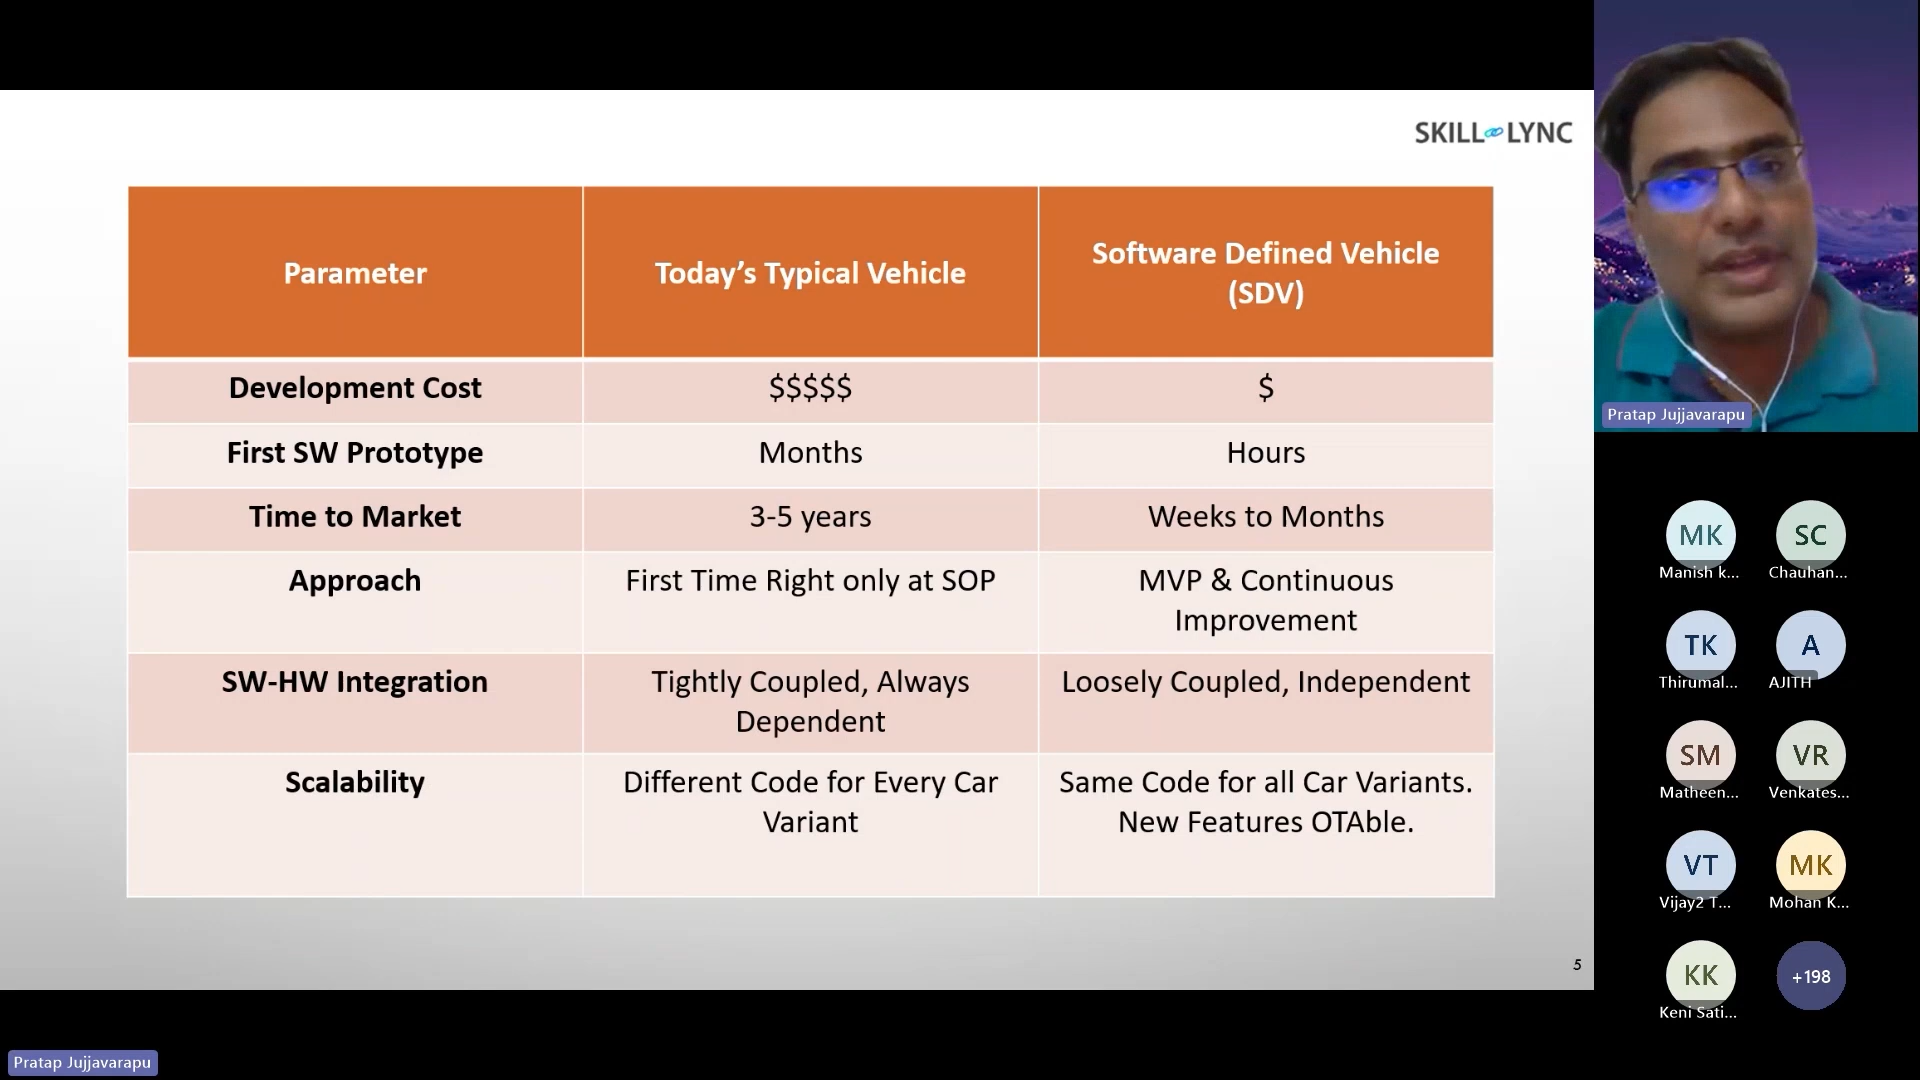 SKILL LYNC
Parameter
Today's Typical Vehicle
Software Defined Vehicle
(SDV)
Development Cost
$$$$$
$
First SW Prototype
Months
Hours
Time to Market
3-5 years
Weeks to Months
Approach
First Time Right only at SOP
MVP & Continuous
Improvement
SW-HW Integration
Tightly Coupled, Always
Dependent
Loosely Coupled, Independent
Scalability
Different Code for Every Car
Variant
Same Code for all Car Variants.
New Features OTAble.
5
Pratap Jujjavarapu
MK
Manish k...
SC
Chauhan...
TK
Thirumal...
A
AJITH
SM
Matheen...
VR
Venkates...
VT
Vijay2 T...
MK
Mohan K...
KK
Keni Sati...
+198
Pratap Jujjavarapu